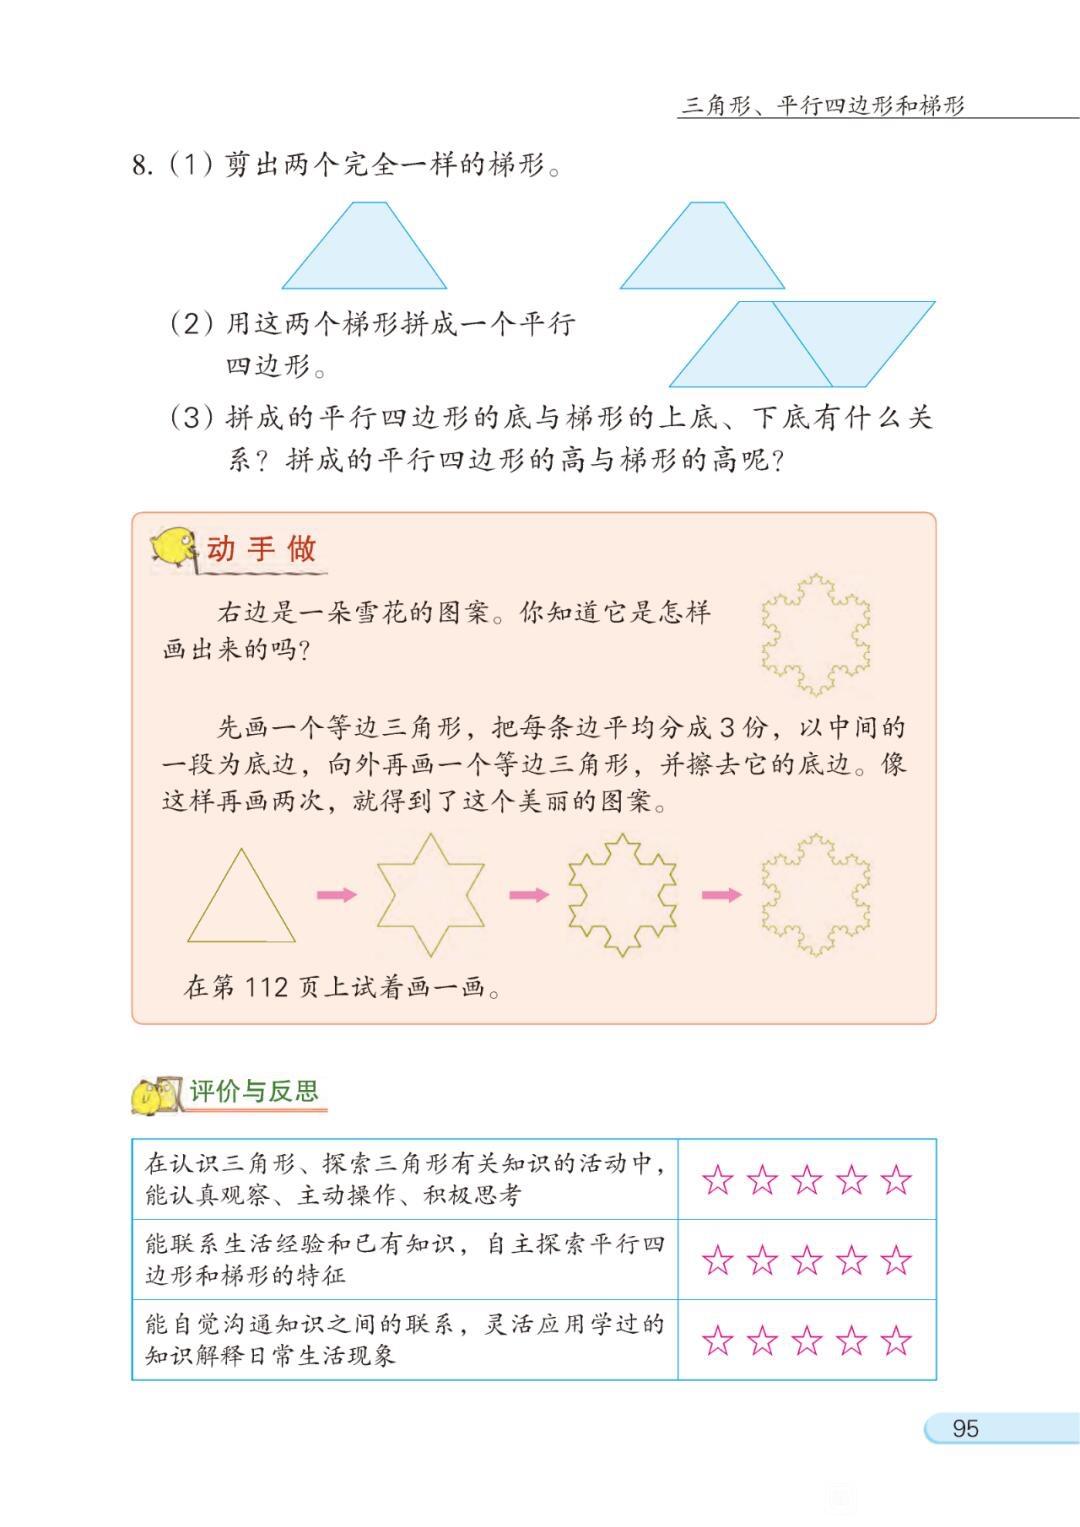 三角形、平行四边形和梯形
8.（1）剪出两个完全一样的梯形。
（2）用这两个梯形拼成一个平行
四边形。
（3）拼成的平行四边形的底与梯形的上底、下底有什么关
系？拼成的平行四边形的高与梯形的高呢？
动手做
右边是一朵雪花的图案。你知道它是怎样
画出来的吗？
先画一个等边三角形，把每条边平均分成3份，以中间的
一段为底边，向外再画一个等边三角形，并擦去它的底边。像
这样再画两次，就得到了这个美丽的图案。
在第112页上试着画一画。
评价与反思
在认识三角形、探索三角形有关知识的活动中，
能认真观察、主动操作、积极思考
能联系生活经验和已有知识，自主探索平行四
边形和梯形的特征
能自觉沟通知识之间的联系，灵活应用学过的
知识解释日常生活现象
95